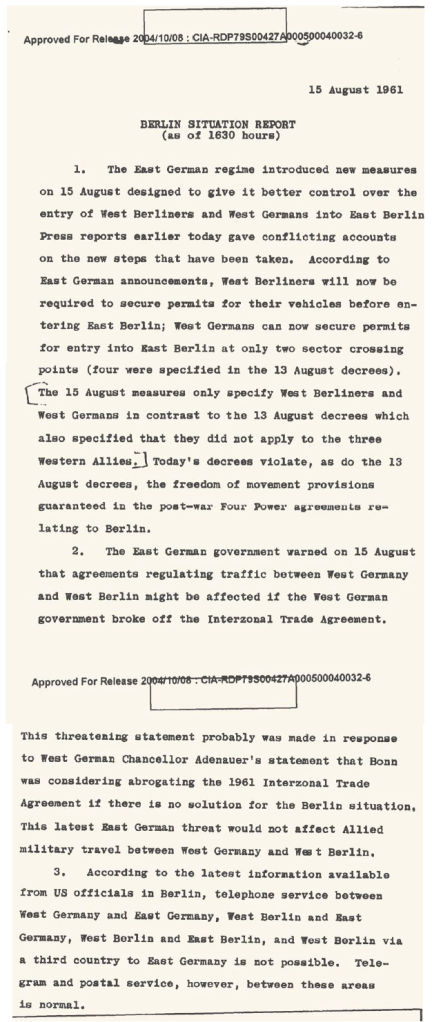 Approved For Release 2004/10/08 : CIA-RDP79S00427A000500040032-6
15 August 1961
BERLIN SITUATION REPORT
(as of 1630 hours)
1. The East German regime introduced new measures
on 15 August designed to give it better control over the
entry of West Berliners and West Germans into East Berlin
Press reports earlier today gave conflicting accounts
on the new steps that have been taken. According to
East German announcements, West Berliners will now be
required to secure permits for their vehicles before en-
tering East Berlin; West Germans can now secure permits
for entry into East Berlin at only two sector crossing
points (four were specified in the 13 August decrees).
[The 15 August measures only specify West Berliners and
West Germans in contrast to the 13 August decrees which
also specified that they did not apply to the three
Western Allies.] Today's decrees violate, as do the 13
August decrees, the freedom of movement provisions
guaranteed in the post-war Four Power agreements re-
lating to Berlin.
2. The East German government warned on 15 August
that agreements regulating traffic between West Germany
and West Berlin might be affected if the West German
government broke off the Interzonal Trade Agreement.
Approved For Release 2004/10/08 : CIA-RDP79S00427A000500040032-6
This threatening statement probably was made in response
to West German Chancellor Adenauer's statement that Bonn
was considering abrogating the 1961 Interzonal Trade
Agreement if there is no solution for the Berlin situation.
This latest East German threat would not affect Allied
military travel between West Germany and West Berlin.
3. According to the latest information available
from US officials in Berlin, telephone service between
West Germany and East Germany, West Berlin and East
Germany, West Berlin and East Berlin, and West Berlin via
a third country to East Germany is not possible. Tele-
gram and postal service, however, between these areas
is normal.